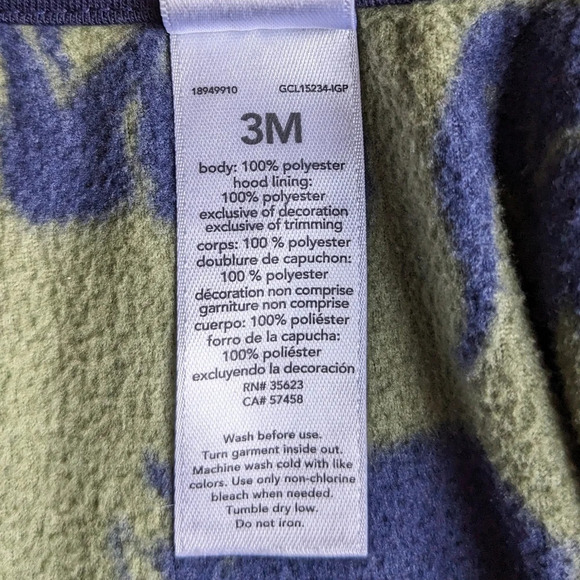 18949910 GCL15234-IGP
3M
body: 100% polyester
hood lining:
100% polyester
exclusive of decoration
exclusive of trimming
corps: 100 % polyester
doublure de capuchon:
100 % polyester
décoration non comprise
garniture non comprise
cuerpo: 100% poliéster
forro de la capucha:
100% poliéster
excluyendo la decoración
RN# 35623
CA# 57458
Wash before use.
Turn garment inside out.
Machine wash cold with like
colors. Use only non-chlorine
bleach when needed.
Tumble dry low.
Do not iron.